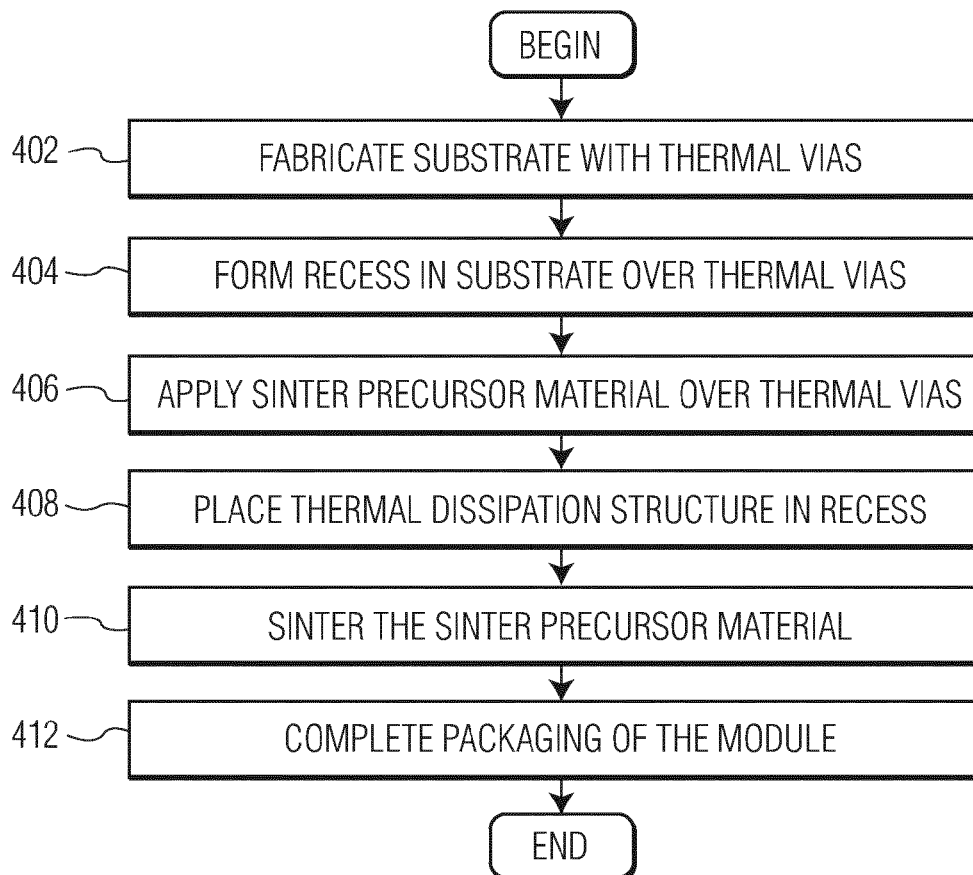 BEGIN
402 FABRICATE SUBSTRATE WITH THERMAL VIAS
404 FORM RECESS IN SUBSTRATE OVER THERMAL VIAS
406 APPLY SINTER PRECURSOR MATERIAL OVER THERMAL VIAS
408 PLACE THERMAL DISSIPATION STRUCTURE IN RECESS
410 SINTER THE SINTER PRECURSOR MATERIAL
412 COMPLETE PACKAGING OF THE MODULE
END